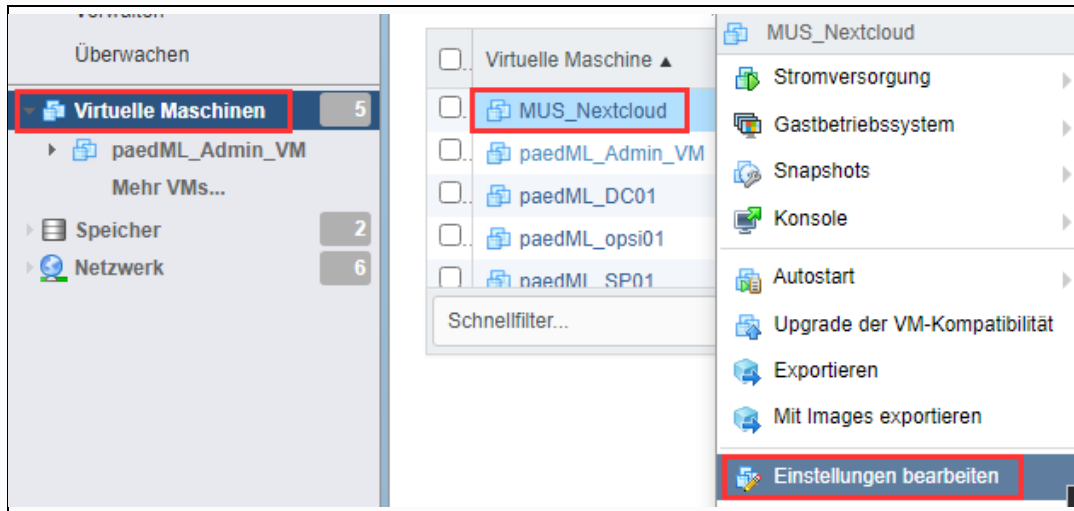 Verwalten
Überwachen
Virtuelle Maschinen 5
paedML_Admin_VM
Mehr VMs...
Speicher 2
Netzwerk 6
Virtuelle Maschine ▲
MUS_Nextcloud
paedML_Admin_VM
paedML_DC01
paedML_opsi01
paedML_SP01
Schnellfilter...
MUS_Nextcloud
Stromversorgung
Gastbetriebssystem
Snapshots
Konsole
Autostart
Upgrade der VM-Kompatibilität
Exportieren
Mit Images exportieren
Einstellungen bearbeiten